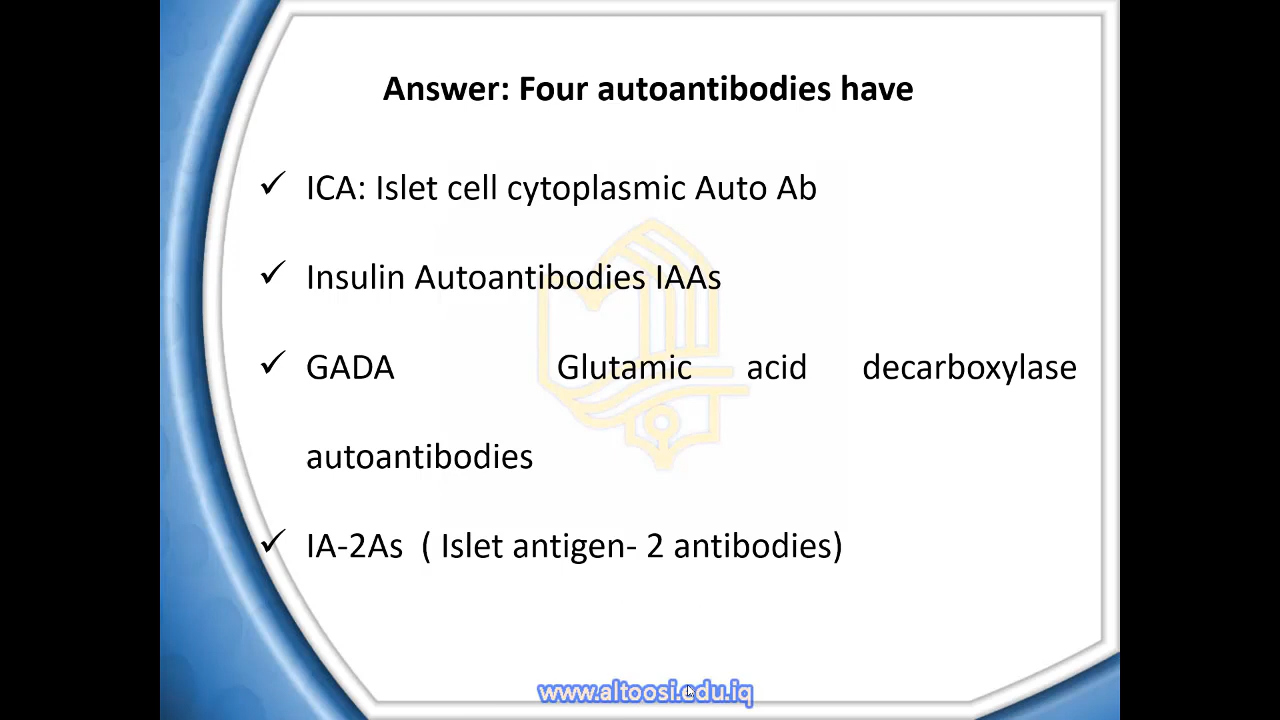 Answer: Four autoantibodies have
✓ ICA: Islet cell cytoplasmic Auto Ab
✓ Insulin Autoantibodies IAAs
✓ GADA Glutamic acid decarboxylase
autoantibodies
✓ IA-2As ( Islet antigen- 2 antibodies)
www.altoosi.edu.iq